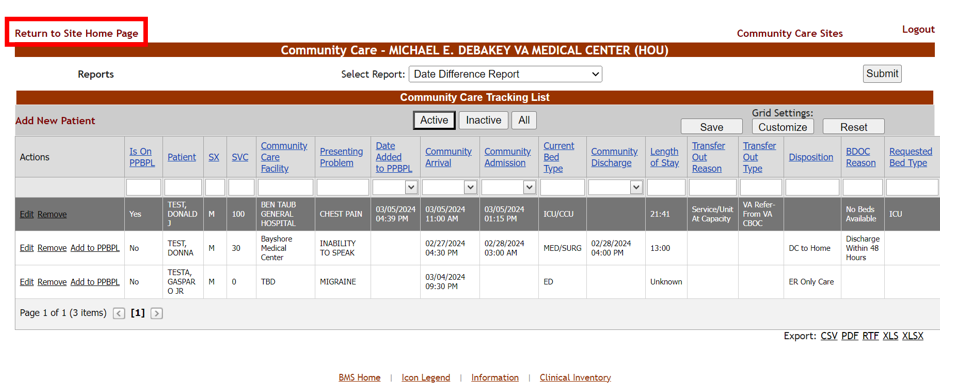 Return to Site Home Page
Community Care Sites
Logout
Community Care - MICHAEL E. DEBAKEY VA MEDICAL CENTER (HOU)
Reports
Select Report: Date Difference Report
Submit
Community Care Tracking List
Add New Patient
Active Inactive All
Grid Settings:
Save Customize Reset
Actions
Is On
PPBPL
Patient
SX
SVC
Community
Care
Facility
Presenting
Problem
Date
Added
to PPBPL
Community
Arrival
Community
Admission
Current
Bed
Type
Community
Discharge
Length
of Stay
Transfer
Out
Reason
Transfer
Out
Type
Disposition
BDOC
Reason
Requested
Bed Type
Edit Remove
Yes
TEST,
DONALD
J
M
100
BEN TAUB
GENERAL
HOSPITAL
CHEST PAIN
03/05/2024
04:39 PM
03/05/2024
11:00 AM
03/05/2024
01:15 PM
ICU/CCU
21:41
Service/Unit
At Capacity
VA Refer-
From VA
CBOC
No Beds
Available
ICU
Edit Remove Add to PPBPL
No
TEST,
DONNA
M
30
Bayshore
Medical
Center
INABILITY
TO SPEAK
02/27/2024
04:30 PM
02/28/2024
03:00 AM
MED/SURG
02/28/2024
04:00 PM
13:00
DC to Home
Discharge
Within 48
Hours
Edit Remove Add to PPBPL
No
TESTA,
GASPAR
O JR
M
0
TBD
MIGRAINE
03/04/2024
09:30 PM
ED
Unknown
ER Only Care
Page 1 of 1 (3 items) < [1] >
Export: CSV PDF RTF XLS XLSX
BMS Home | Icon Legend | Information | Clinical Inventory